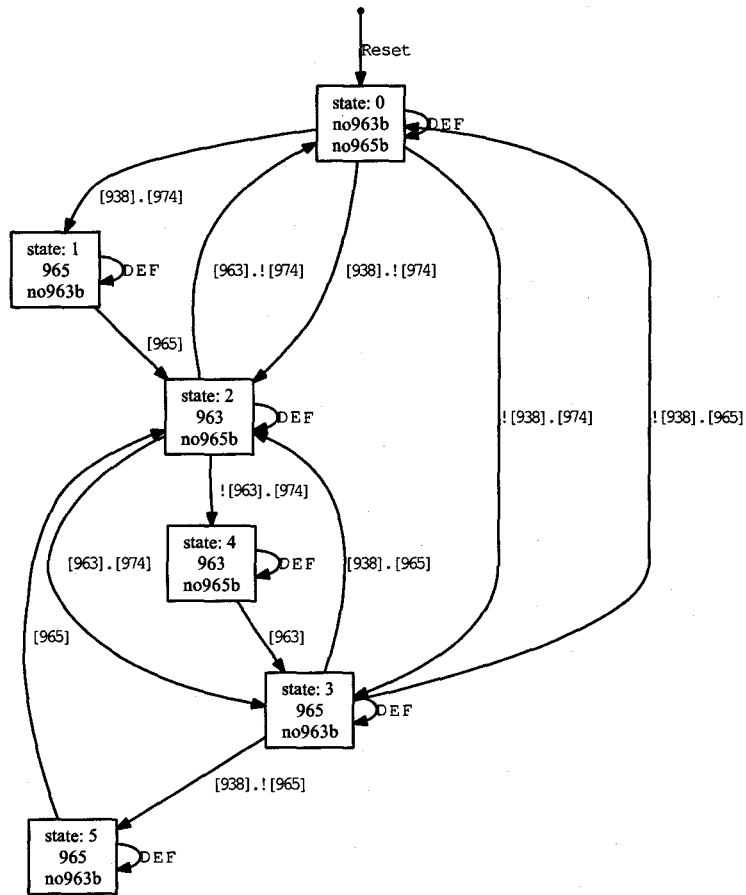 Reset
state: 0
no963b
no965b
DEF
[938].[974]
state: 1
965
no963b
DEF
[963].![974]
[938].![974]
[965]
state: 2
963
no965b
DEF
![938].[974]
![938].[965]
![963].[974]
state: 4
963
no965b
DEF
[963].[974]
[938].[965]
[965]
[963]
state: 3
965
no963b
DEF
[938].![965]
state: 5
965
no963b
DEF